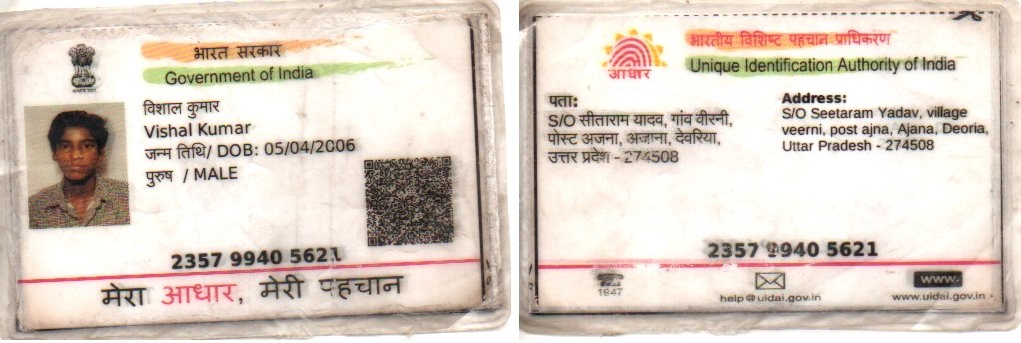 भारत सरकार
Government of India
विशाल कुमार
Vishal Kumar
जन्म तिथि/ DOB: 05/04/2006
पुरुष / MALE
2357 9940 5621
मेरा आधार, मेरी पहचान
भारतीय विशिष्ट पहचान प्राधिकरण
Unique Identification Authority of India
आधार
पता:
S/O सीताराम यादव, गांव वीरनी,
पोस्ट अजना, अजाना, देवरिया,
उत्तर प्रदेश - 274508
Address:
S/O Seetaram Yadav, village
veerni, post ajna, Ajana, Deoria,
Uttar Pradesh - 274508
2357 9940 5621
1947
help@uidai.gov.in
www.
www.uidai.gov.in